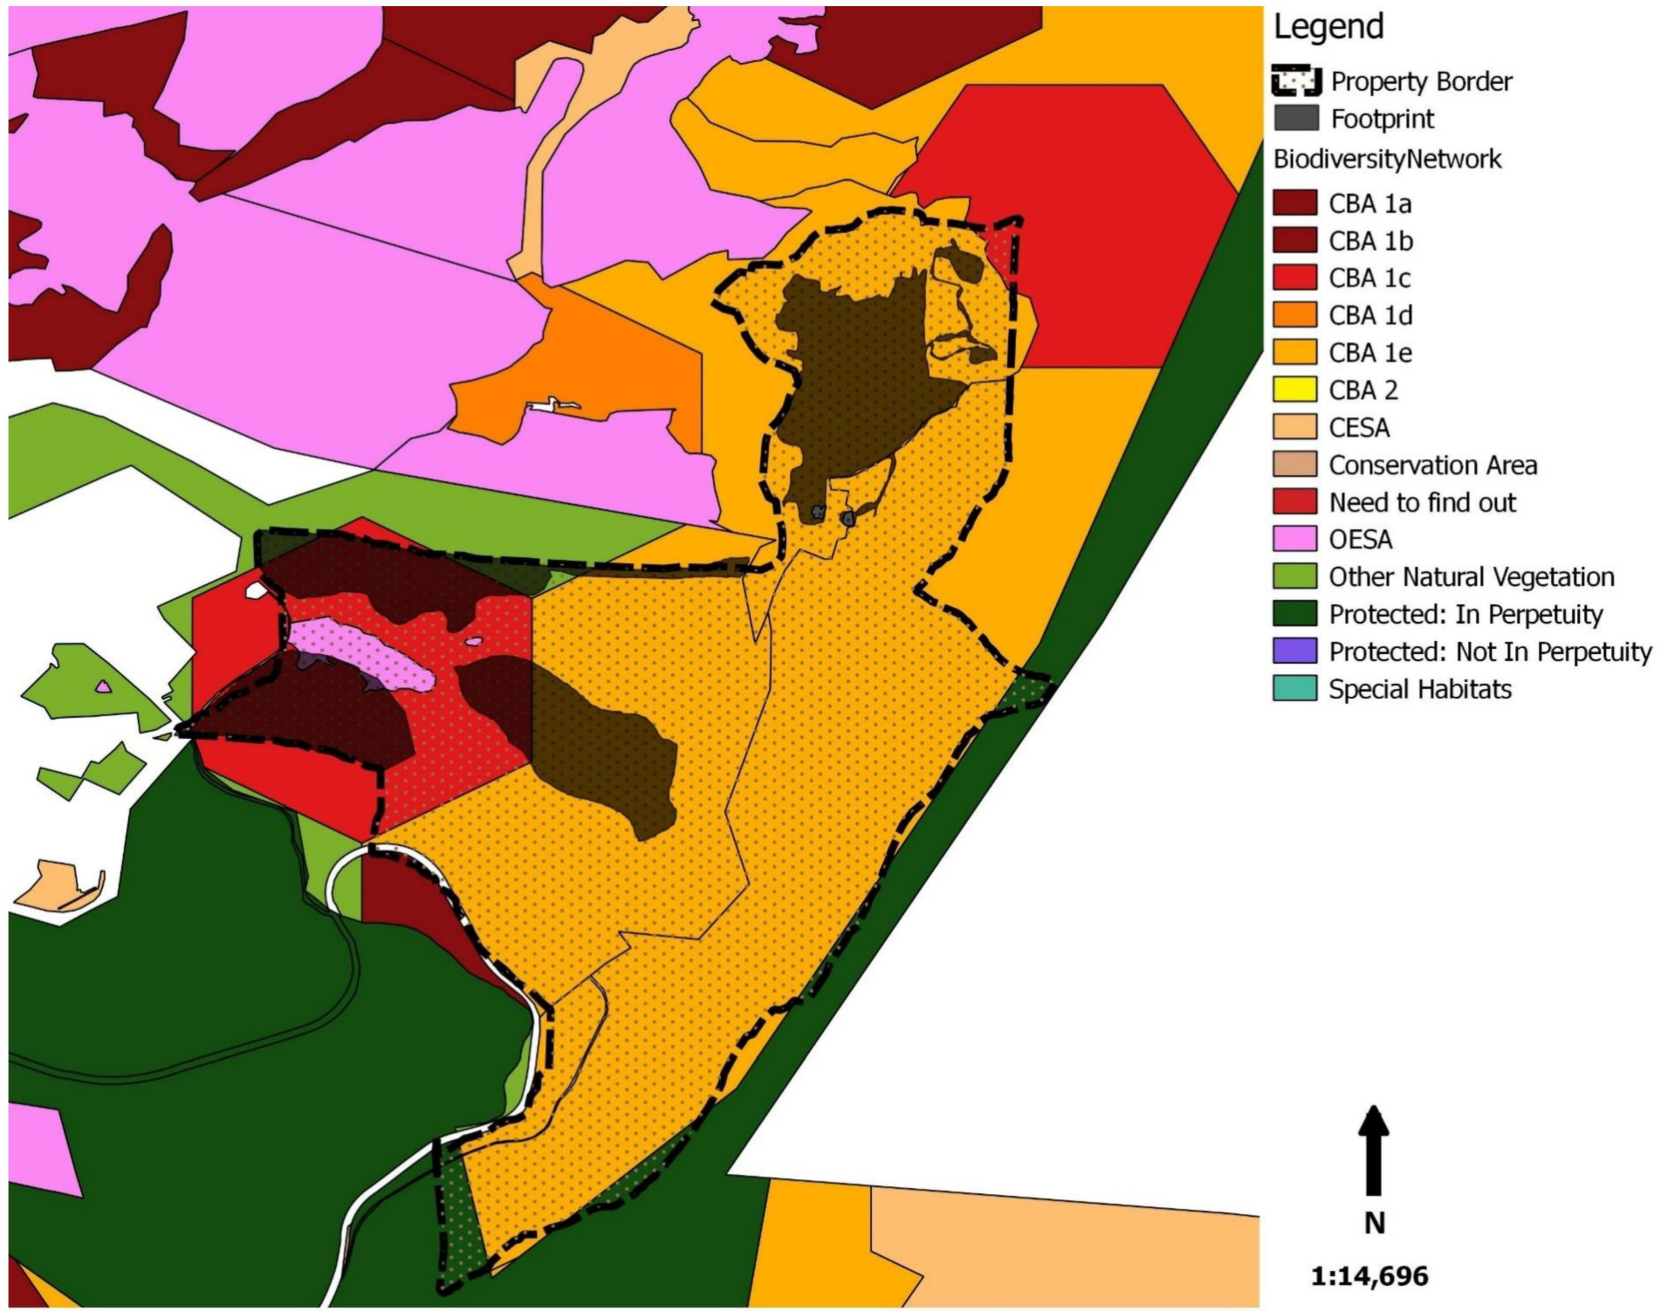 Legend
Property Border
Footprint
BiodiversityNetwork
CBA 1a
CBA 1b
CBA 1c
CBA 1d
CBA 1e
CBA 2
CESA
Conservation Area
Need to find out
OESA
Other Natural Vegetation
Protected: In Perpetuity
Protected: Not In Perpetuity
Special Habitats
N
1:14,696